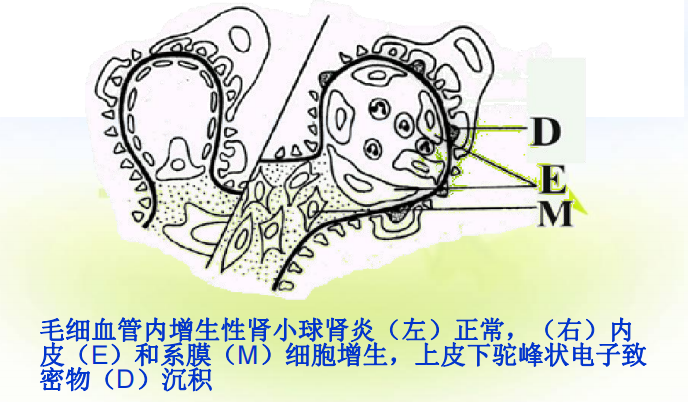 D
E
M
毛细血管内增生性肾小球肾炎（左）正常，（右）内
皮（E）和系膜（M）细胞增生，上皮下驼峰状电子致
密物（D）沉积